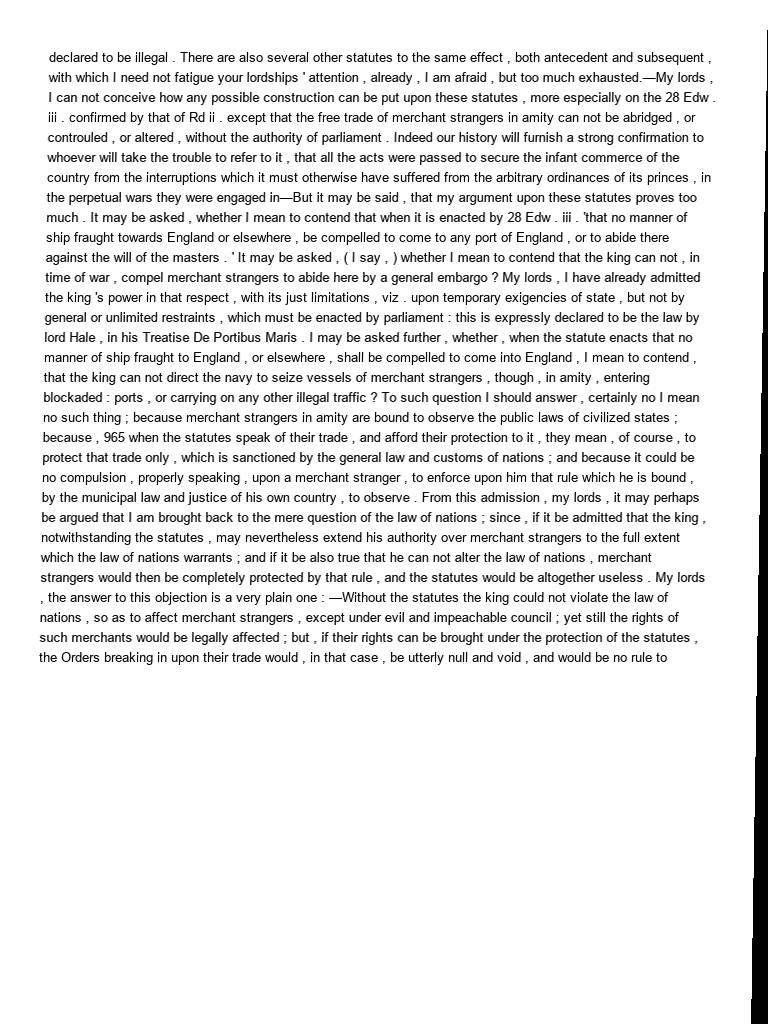 declared to be illegal . There are also several other statutes to the same effect , both antecedent and subsequent ,
with which I need not fatigue your lordships ' attention , already , I am afraid , but too much exhausted.—My lords ,
I can not conceive how any possible construction can be put upon these statutes , more especially on the 28 Edw .
iii . confirmed by that of Rd ii . except that the free trade of merchant strangers in amity can not be abridged , or
controuled , or altered , without the authority of parliament . Indeed our history will furnish a strong confirmation to
whoever will take the trouble to refer to it , that all the acts were passed to secure the infant commerce of the
country from the interruptions which it must otherwise have suffered from the arbitrary ordinances of its princes , in
the perpetual wars they were engaged in—But it may be said , that my argument upon these statutes proves too
much . It may be asked , whether I mean to contend that when it is enacted by 28 Edw . iii . 'that no manner of
ship fraught towards England or elsewhere , be compelled to come to any port of England , or to abide there
against the will of the masters . ' It may be asked , ( I say , ) whether I mean to contend that the king can not , in
time of war , compel merchant strangers to abide here by a general embargo ? My lords , I have already admitted
the king 's power in that respect , with its just limitations , viz . upon temporary exigencies of state , but not by
general or unlimited restraints , which must be enacted by parliament : this is expressly declared to be the law by
lord Hale , in his Treatise De Portibus Maris . I may be asked further , whether , when the statute enacts that no
manner of ship fraught to England , or elsewhere , shall be compelled to come into England , I mean to contend ,
that the king can not direct the navy to seize vessels of merchant strangers , though , in amity , entering
blockaded : ports , or carrying on any other illegal traffic ? To such question I should answer , certainly no I mean
no such thing ; because merchant strangers in amity are bound to observe the public laws of civilized states ;
because , 965 when the statutes speak of their trade , and afford their protection to it , they mean , of course , to
protect that trade only , which is sanctioned by the general law and customs of nations ; and because it could be
no compulsion , properly speaking , upon a merchant stranger , to enforce upon him that rule which he is bound ,
by the municipal law and justice of his own country , to observe . From this admission , my lords , it may perhaps
be argued that I am brought back to the mere question of the law of nations ; since , if it be admitted that the king ,
notwithstanding the statutes , may nevertheless extend his authority over merchant strangers to the full extent
which the law of nations warrants ; and if it be also true that he can not alter the law of nations , merchant
strangers would then be completely protected by that rule , and the statutes would be altogether useless . My lords
, the answer to this objection is a very plain one : —Without the statutes the king could not violate the law of
nations , so as to affect merchant strangers , except under evil and impeachable council ; yet still the rights of
such merchants would be legally affected ; but , if their rights can be brought under the protection of the statutes ,
the Orders breaking in upon their trade would , in that case , be utterly null and void , and would be no rule to